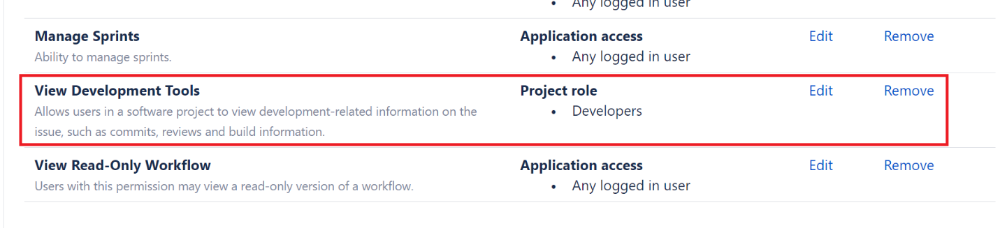 • Any logged in user
Manage Sprints Application access Edit Remove
Ability to manage sprints. • Any logged in user
View Development Tools Project role Edit Remove
Allows users in a software project to view development-related information on the • Developers
issue, such as commits, reviews and build information.
View Read-Only Workflow Application access Edit Remove
Users with this permission may view a read-only version of a workflow. • Any logged in user